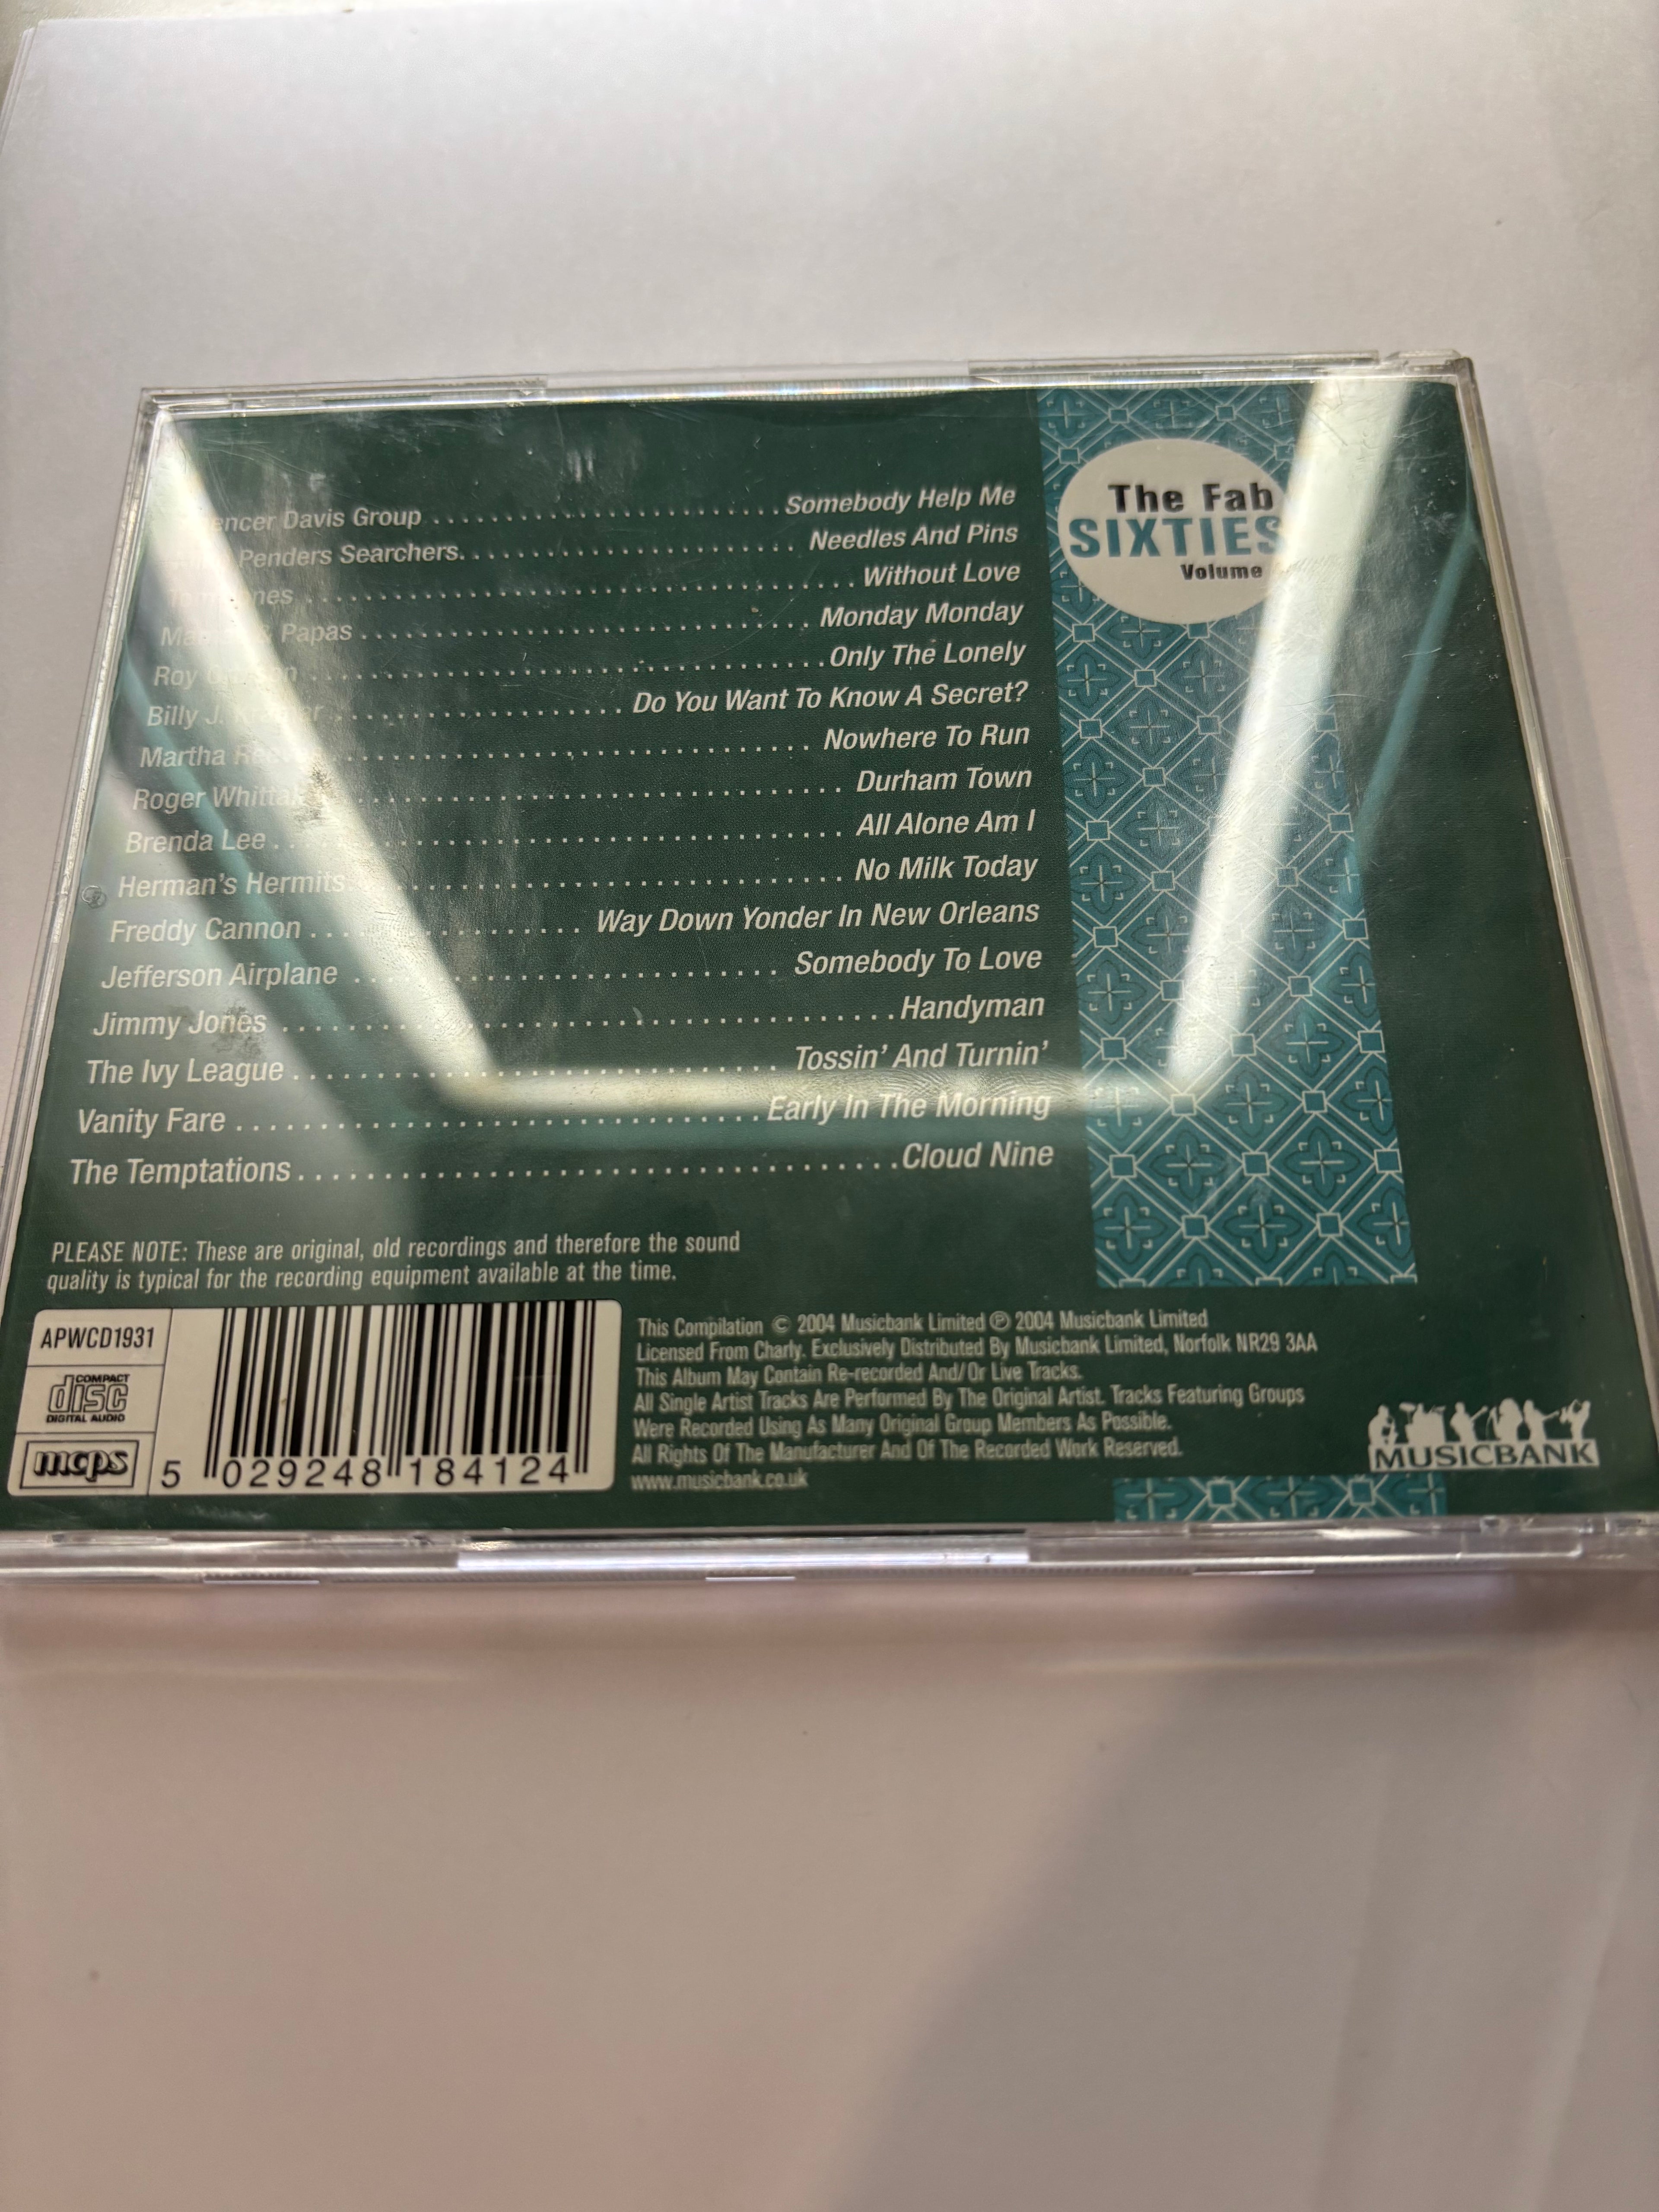 Spencer Davis Group ........ Somebody Help Me
Penders Searchers. ........ Needles And Pins
Tom Jones ........ Without Love
Mamas & Papas ........ Monday Monday
Roy ........ Only The Lonely
Billy J. Kramer ........ Do You Want To Know A Secret?
Martha Reeves ........ Nowhere To Run
Roger Whittaker ........ Durham Town
Brenda Lee ........ All Alone Am I
Herman's Hermits ........ No Milk Today
Freddy Cannon ........ Way Down Yonder In New Orleans
Jefferson Airplane ........ Somebody To Love
Jimmy Jones ........ Handyman
The Ivy League ........ Tossin' And Turnin'
Vanity Fare ........ Early In The Morning
The Temptations ........ Cloud Nine
The Fab
SIXTIES
Volume
PLEASE NOTE: These are original, old recordings and therefore the sound
quality is typical for the recording equipment available at the time.
APWCD1931
COMPACT
disc
DIGITAL AUDIO
mcps
5 029248 184124
This Compilation © 2004 Musicbank Limited ℗ 2004 Musicbank Limited
Licensed From Charly. Exclusively Distributed By Musicbank Limited, Norfolk NR29 3AA
This Album May Contain Re-recorded And/Or Live Tracks.
All Single Artist Tracks Are Performed By The Original Artist. Tracks Featuring Groups
Were Recorded Using As Many Original Group Members As Possible.
All Rights Of The Manufacturer And Of The Recorded Work Reserved.
www.musicbank.co.uk
MUSICBANK